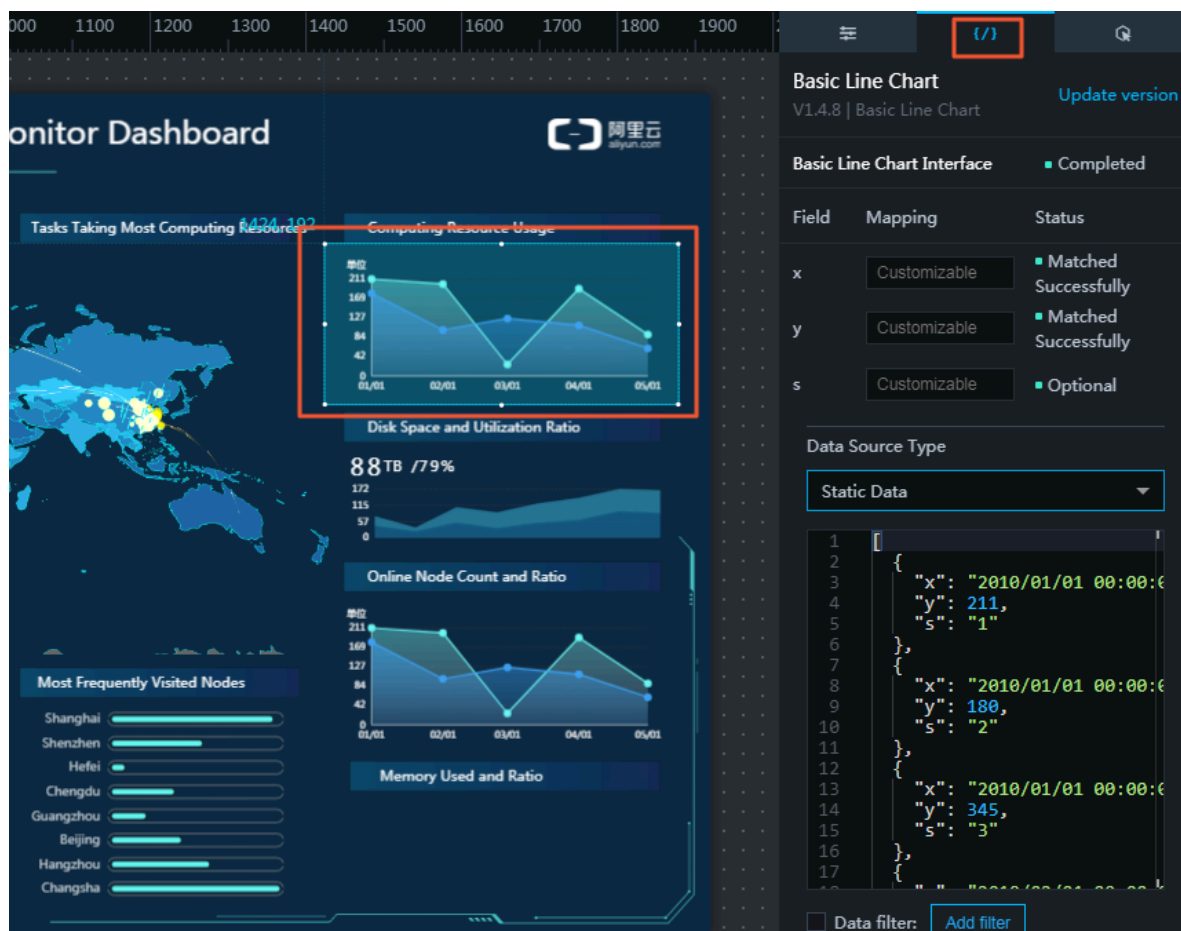 000 1100 1200 1300 1400 1500 1600 1700 1800 1900 2
{/}
onitor Dashboard
阿里云
aliyun.com
Tasks Taking Most Computing Resources
1424, 192
Computing Resource Usage
单位
211
169
127
84
42
0
01/01 02/01 03/01 04/01 05/01
Disk Space and Utilization Ratio
88TB /79%
172
115
57
0
Online Node Count and Ratio
单位
211
169
127
84
42
0
01/01 02/01 03/01 04/01 05/01
Memory Used and Ratio
Most Frequently Visited Nodes
Shanghai
Shenzhen
Hefei
Chengdu
Guangzhou
Beijing
Hangzhou
Changsha
Basic Line Chart
V1.4.8 | Basic Line Chart
Update version
Basic Line Chart Interface
Completed
Field Mapping Status
x Customizable Matched
Successfully
y Customizable Matched
Successfully
s Customizable Optional
Data Source Type
Static Data
1 [
2 {
3 "x": "2010/01/01 00:00:0
4 "y": 211,
5 "s": "1"
6 },
7 {
8 "x": "2010/01/01 00:00:0
9 "y": 180,
10 "s": "2"
11 },
12 {
13 "x": "2010/01/01 00:00:0
14 "y": 345,
15 "s": "3"
16 },
17 {
Data filter: Add filter